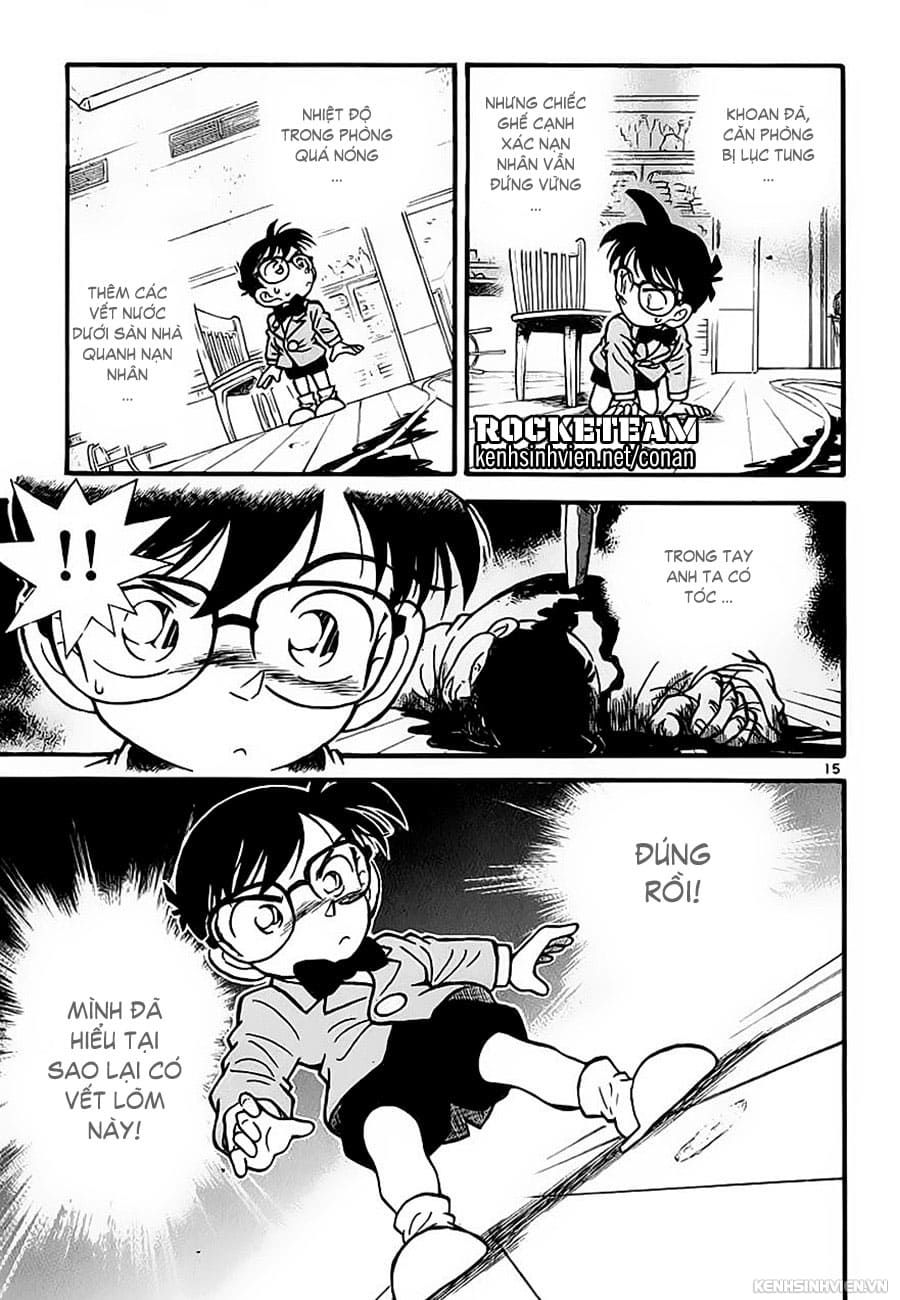 KHOAN ĐÃ,
CĂN PHÒNG
BỊ LỤC TUNG
...
NHƯNG CHIẾC
GHẾ CẠNH
XÁC NẠN
NHÂN VẪN
ĐỨNG VỮNG
...
ROCKETEAM
kenhsinhvien.net/conan
NHIỆT ĐỘ
TRONG PHÒNG
QUÁ NÓNG
...
THÊM CÁC
VẾT NƯỚC
DƯỚI SÀN NHÀ
QUANH NẠN
NHÂN
...
TRONG TAY
ANH TA CÓ
TÓC ...
!!
15
ĐÚNG
RỒI!
MÌNH ĐÃ
HIỂU TẠI
SAO LẠI CÓ
VẾT LÕM
NÀY!
KENHSINHVIEN.VN